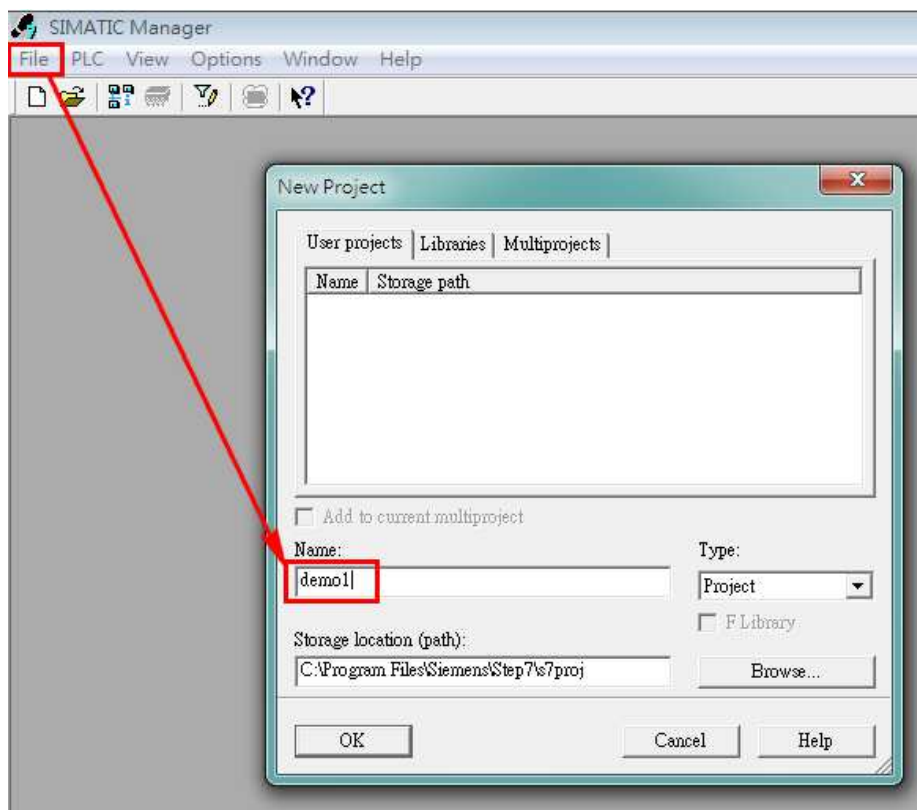 SIMATIC Manager
File PLC View Options Window Help
New Project
User projects Libraries Multiprojects
Name Storage path
Add to current multiproject
Name: Type:
demo1 Project
F Library
Storage location (path):
C:\Program Files\Siemens\Step7\s7proj Browse...
OK Cancel Help